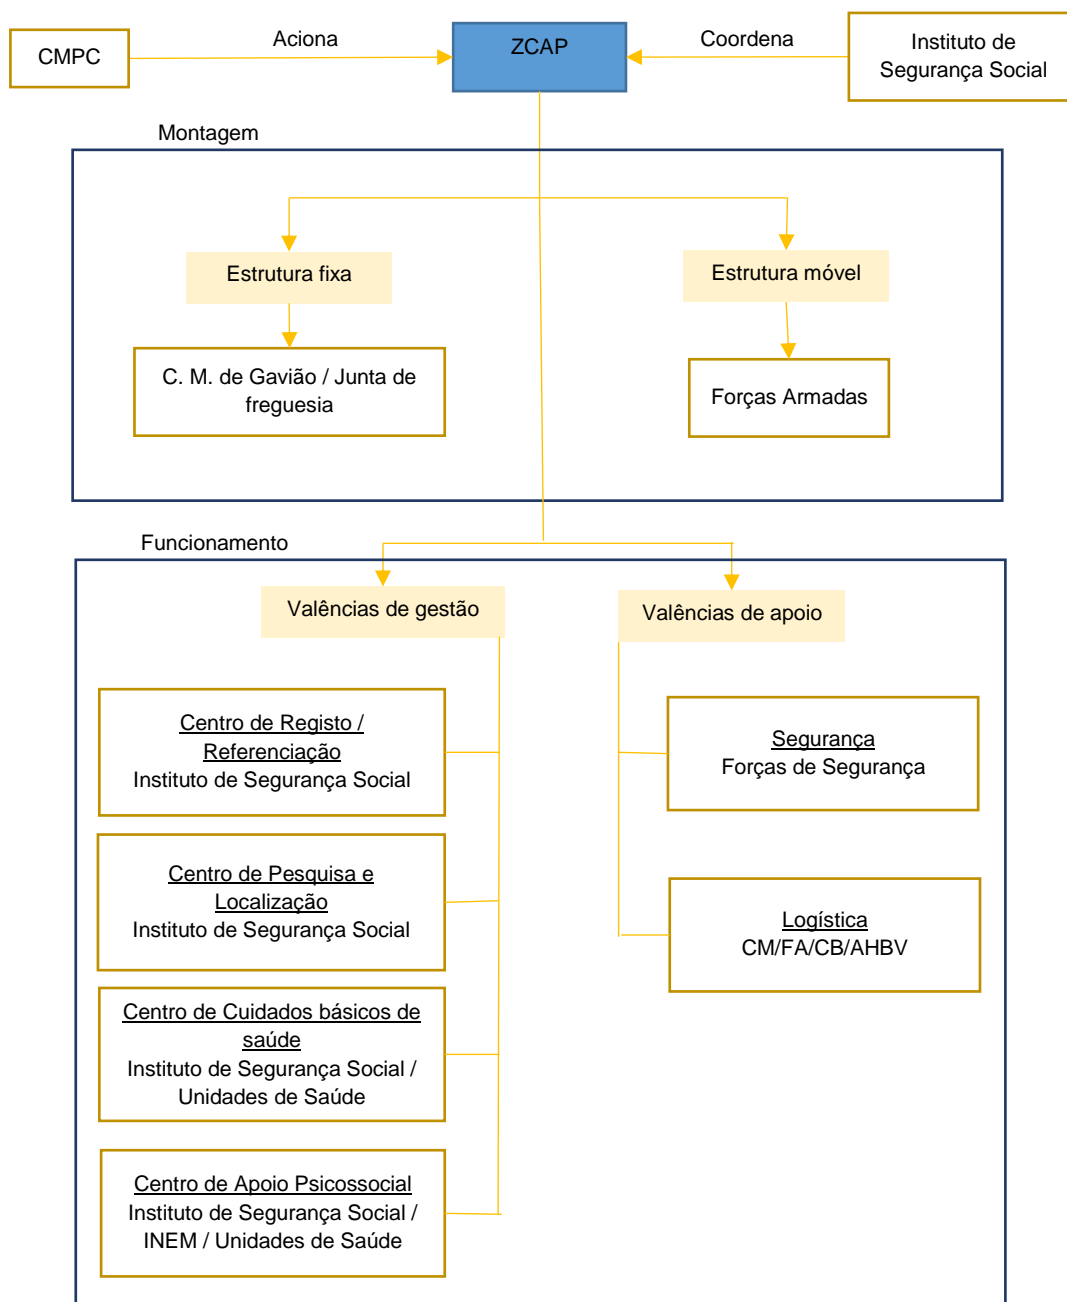 CMPC
Aciona
ZCAP
Coordena
Instituto de
Segurança Social
Montagem
Estrutura fixa
Estrutura móvel
C. M. de Gavião / Junta de
freguesia
Forças Armadas
Funcionamento
Valências de gestão
Valências de apoio
Centro de Registo /
Referenciação
Instituto de Segurança Social
Segurança
Forças de Segurança
Centro de Pesquisa e
Localização
Instituto de Segurança Social
Logística
CM/FA/CB/AHBV
Centro de Cuidados básicos de
saúde
Instituto de Segurança Social /
Unidades de Saúde
Centro de Apoio Psicossocial
Instituto de Segurança Social /
INEM / Unidades de Saúde